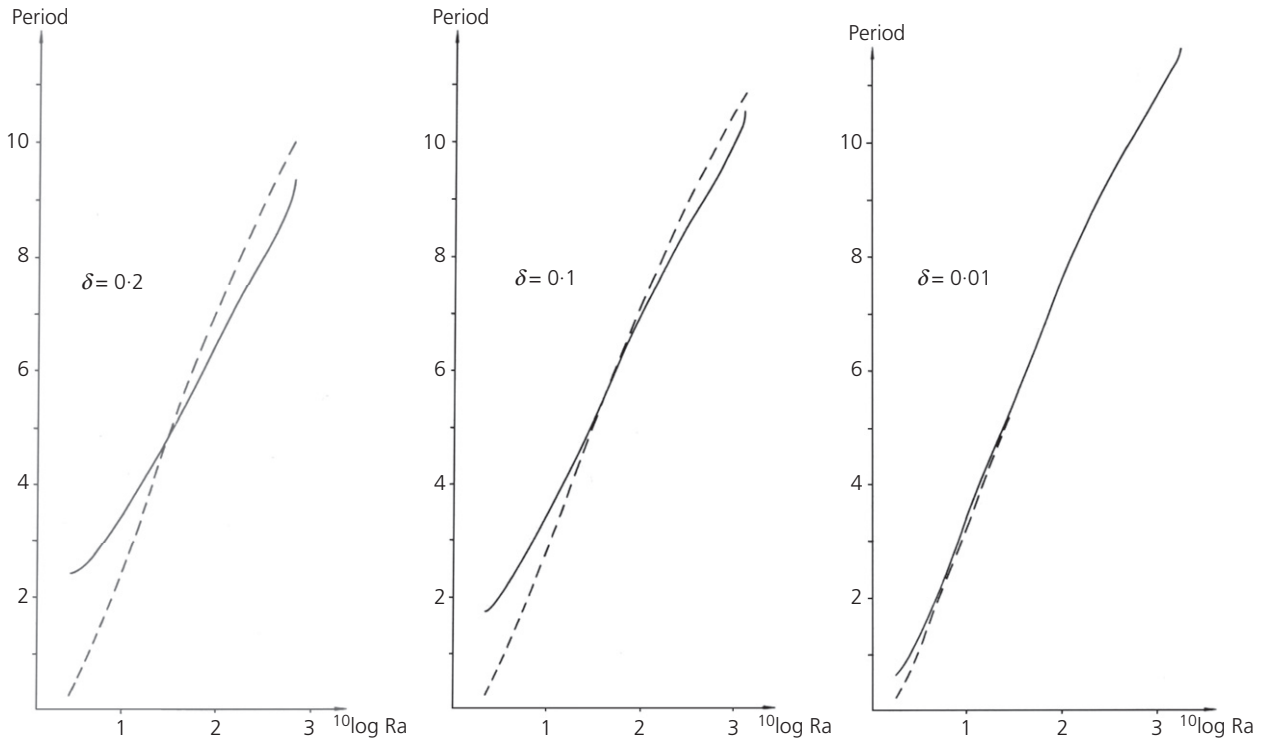 Period
10
8
6
4
2
δ = 0·2
1 2 3 ¹⁰log Ra
Period
10
8
6
4
2
δ = 0·1
1 2 3 ¹⁰log Ra
Period
10
8
6
4
2
δ = 0·01
1 2 3 ¹⁰log Ra